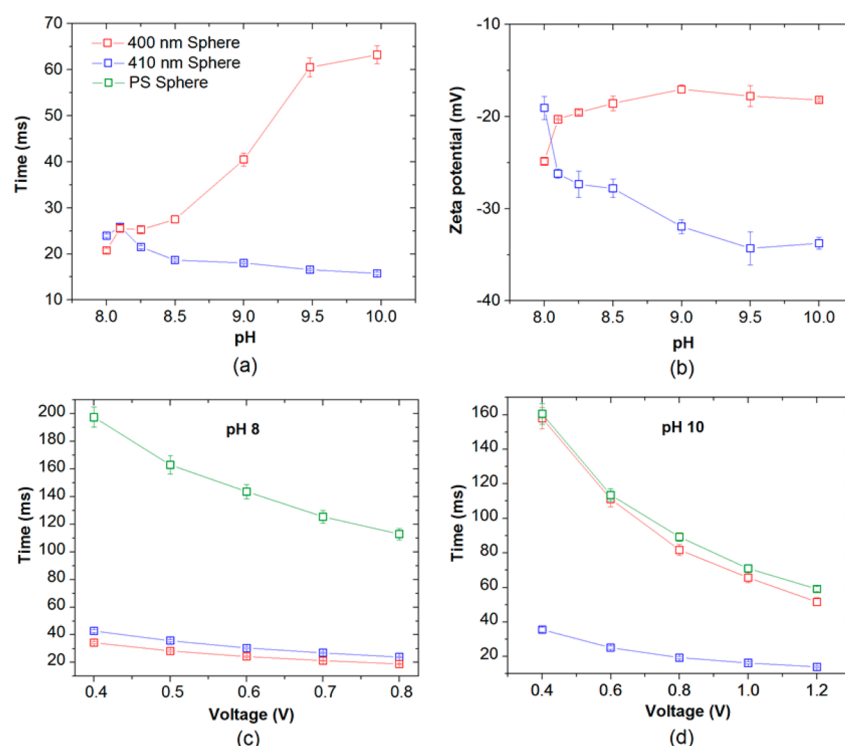 70
60
50
40
30
20
10
Time (ms)
400 nm Sphere
410 nm Sphere
PS Sphere
8.0 8.5 9.0 9.5 10.0
pH
(a)
-10
-20
-30
-40
Zeta potential (mV)
8.0 8.5 9.0 9.5 10.0
pH
(b)
200
180
160
140
120
100
80
60
40
20
Time (ms)
pH 8
0.4 0.5 0.6 0.7 0.8
Voltage (V)
(c)
160
140
120
100
80
60
40
20
Time (ms)
pH 10
0.4 0.6 0.8 1.0 1.2
Voltage (V)
(d)